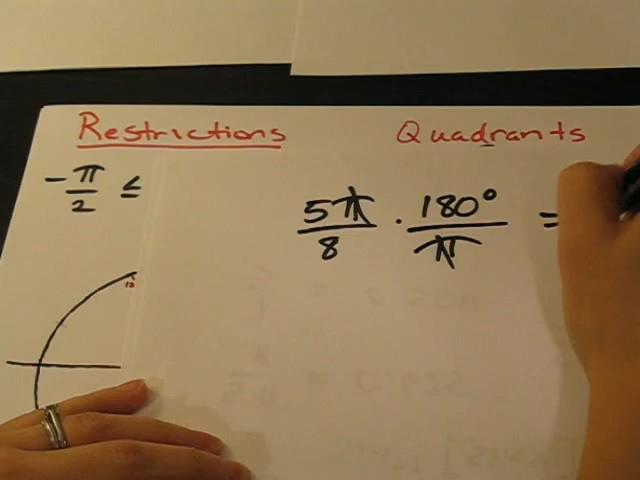 Restrictions
Quadrants
-π/2 ≤
5π/8 · 180°/π =